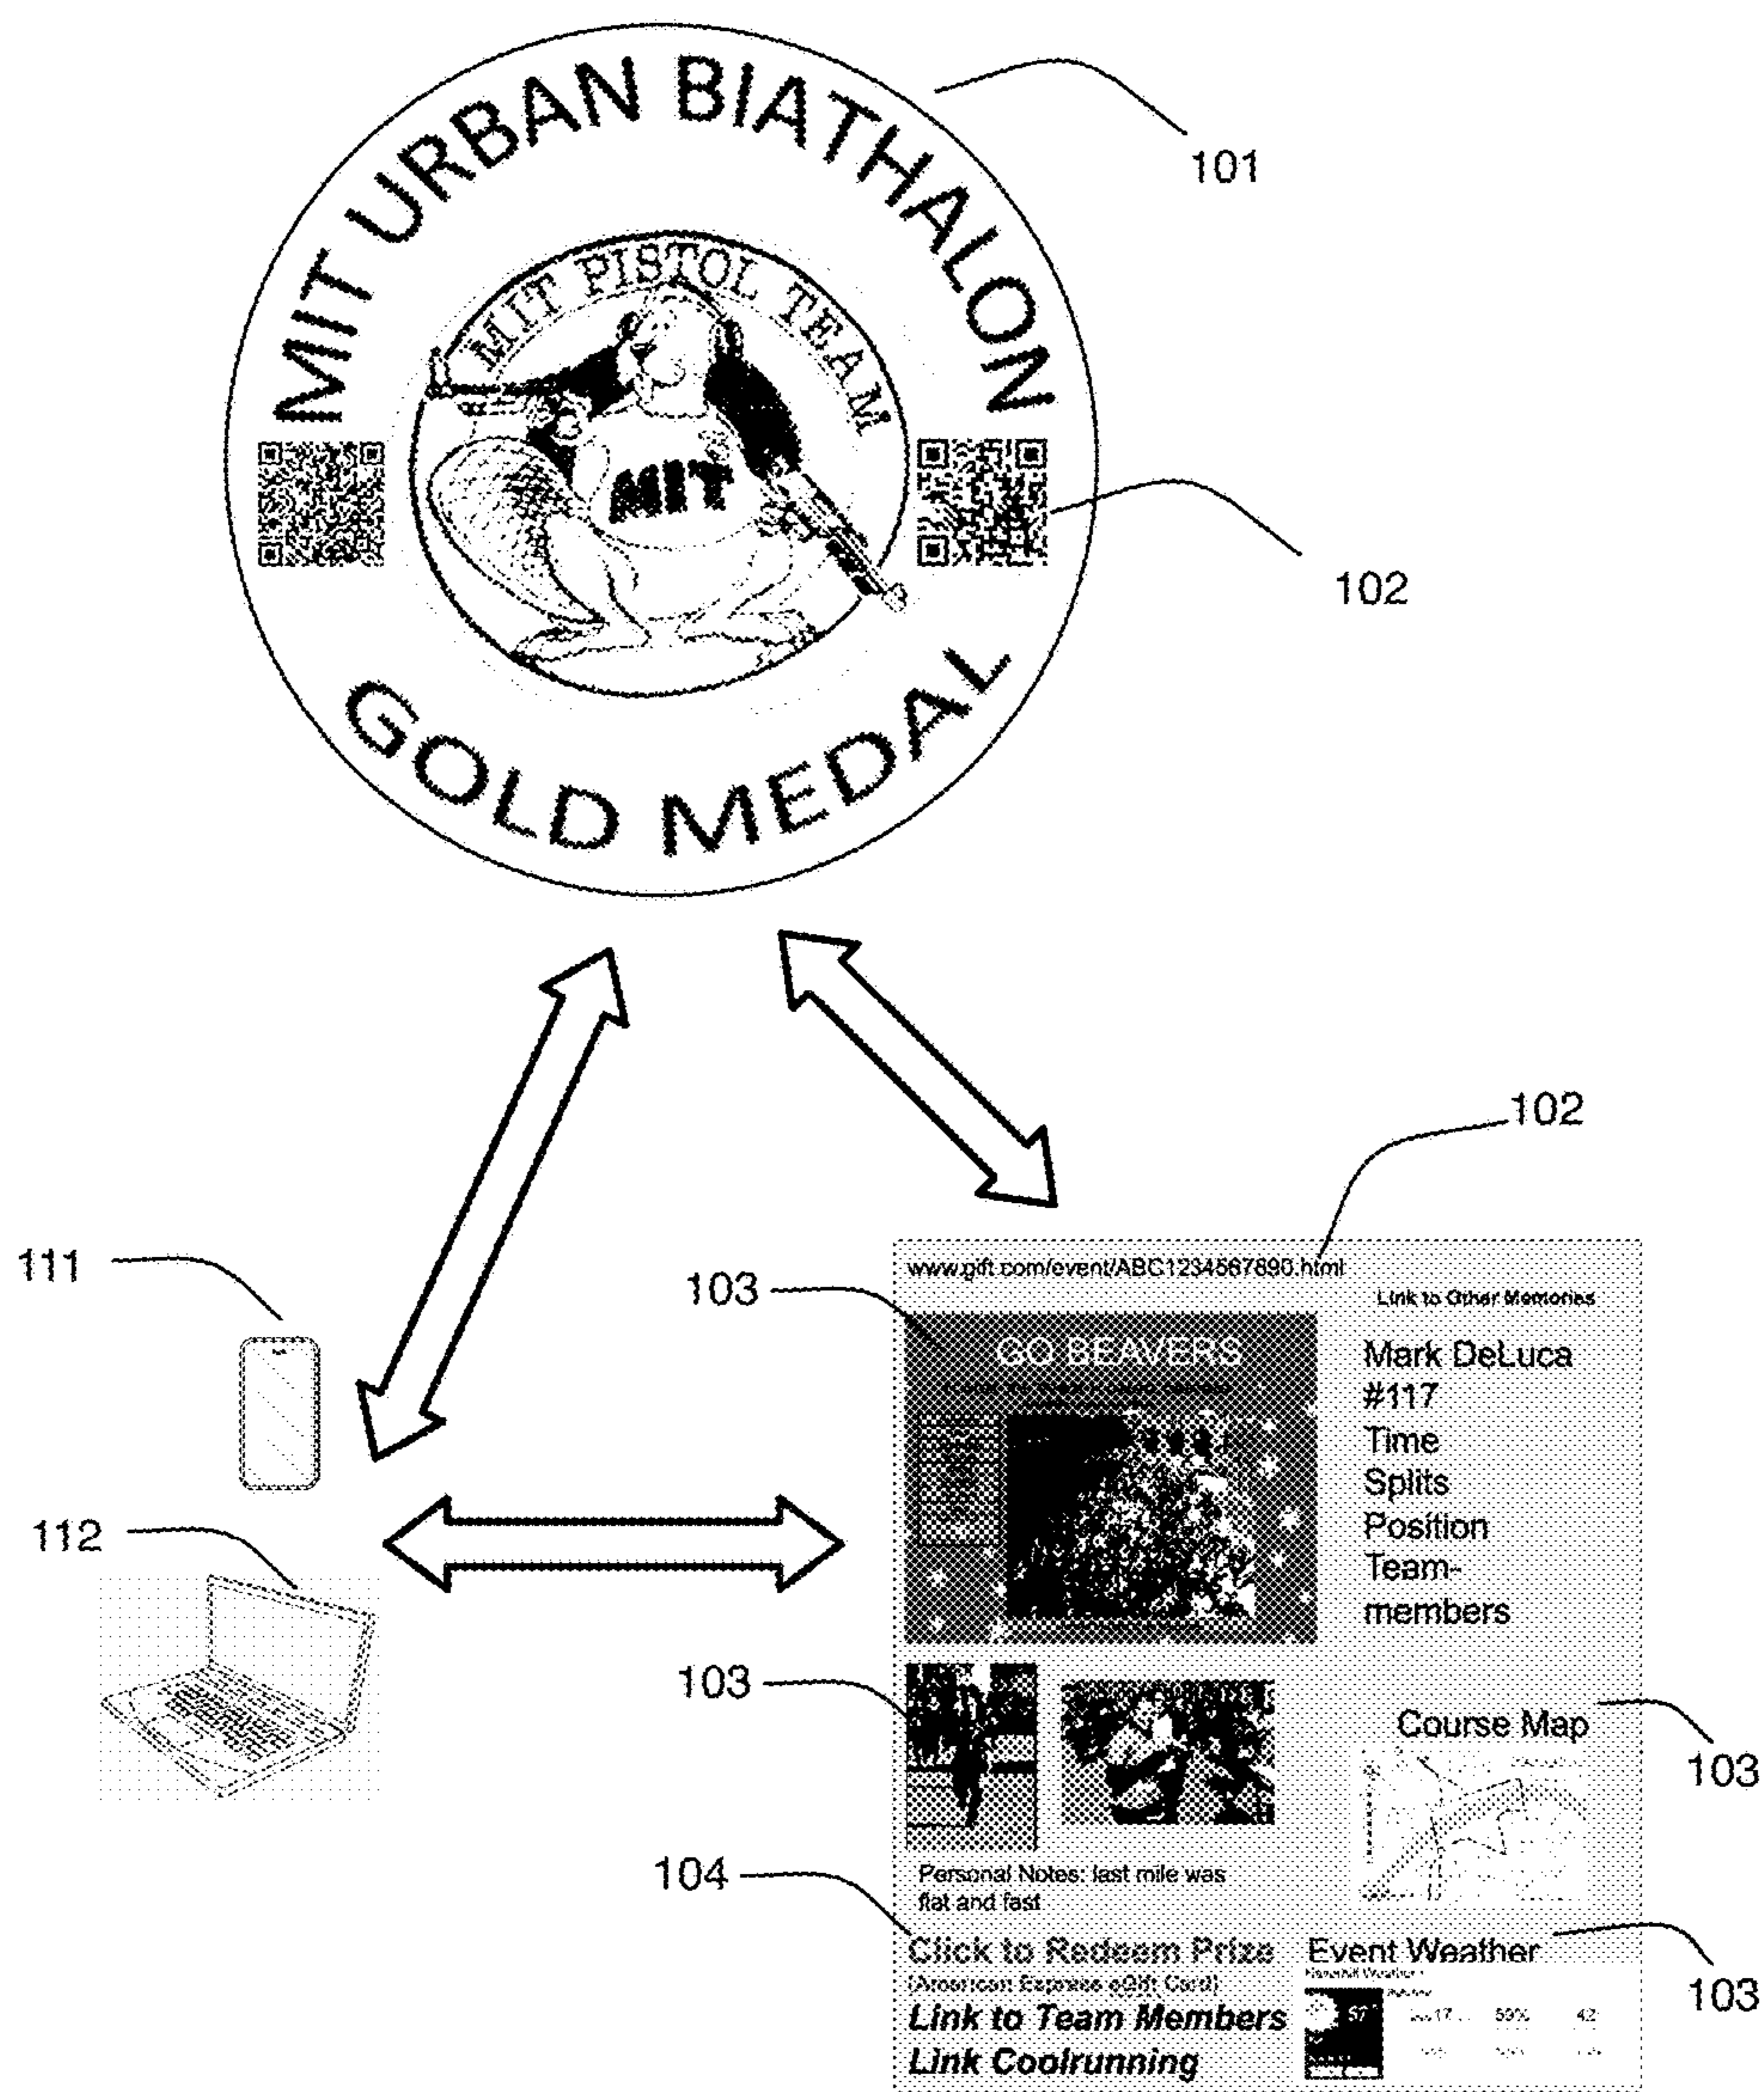 MIT URBAN BIATHALON
MIT PISTOL TEAM
MIT
GOLD MEDAL
101
102
102
111
103
112
www.gift.com/event/ABC1234567890.html
Link to Other Memories
GO BEAVERS
Mark DeLuca
#117
Time
Splits
Position
Team-
members
103
Course Map
103
104
Personal Notes: last mile was
flat and fast
Click to Redeem Prize
(American Express eGift Card)
Link to Team Members
Link Coolrunning
Event Weather
103
57
59%
42